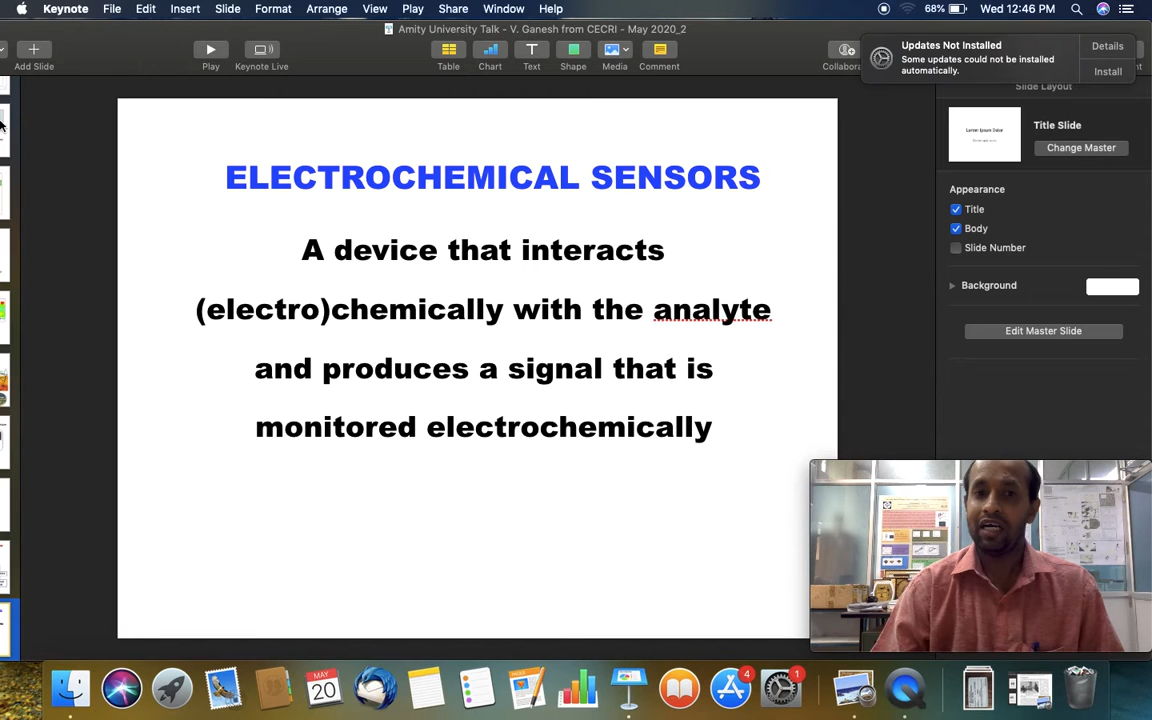 Keynote File Edit Insert Slide Format Arrange View Play Share Window Help 68% Wed 12:46 PM
Amity University Talk - V. Ganesh from CECRI - May 2020_2
Add Slide
Play
Keynote Live
Table
Chart
Text
Shape
Media
Comment
Updates Not Installed
Some updates could not be installed
automatically.
Details
Install
Slide Layout
Title Slide
Change Master
Appearance
Title
Body
Slide Number
Background
Edit Master Slide
ELECTROCHEMICAL SENSORS
A device that interacts
(electro)chemically with the analyte
and produces a signal that is
monitored electrochemically
MAY
20
4
1